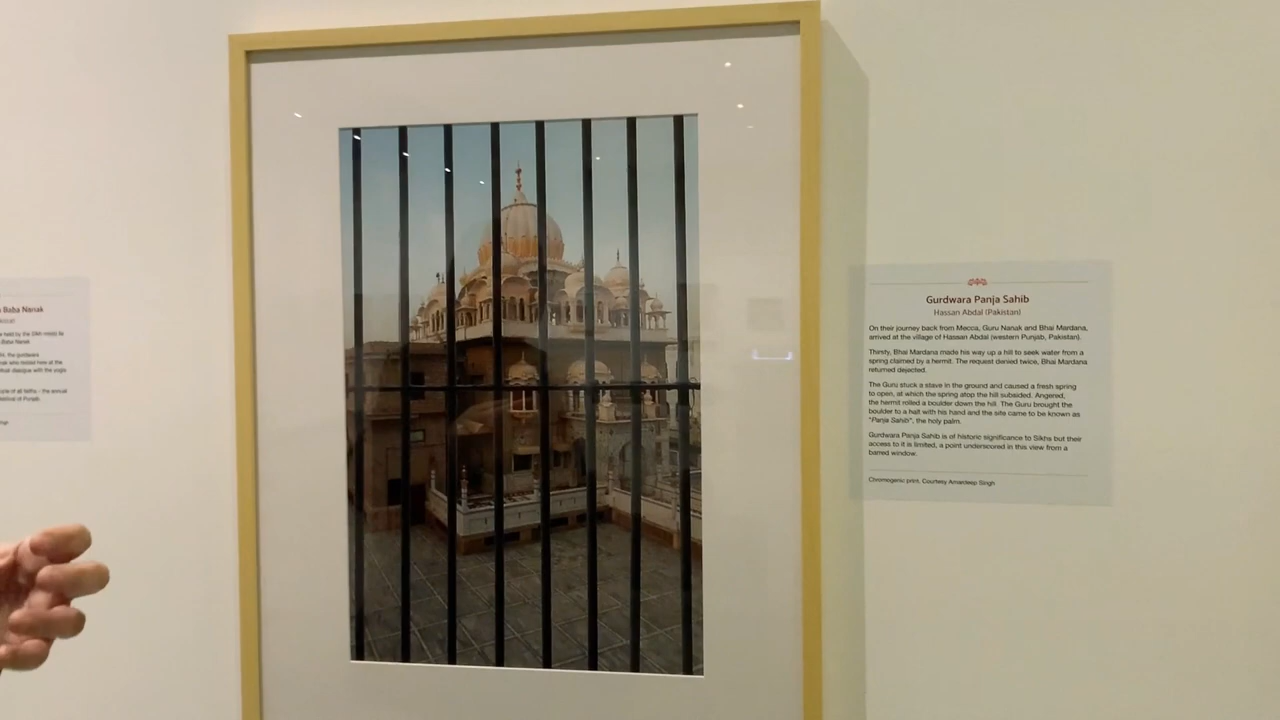 Baba Nanak
Baba Nanak
Gurdwara Panja Sahib
Hassan Abdal (Pakistan)
On their journey back from Mecca, Guru Nanak and Bhai Mardana,
arrived at the village of Hassan Abdal (western Punjab, Pakistan).
Thirsty, Bhai Mardana made his way up a hill to seek water from a
spring claimed by a hermit. The request denied twice, Bhai Mardana
returned dejected.
The Guru stuck a stave in the ground and caused a fresh spring
to open, at which the spring atop the hill subsided. Angered,
the hermit rolled a boulder down the hill. The Guru brought the
boulder to a halt with his hand and the site came to be known as
"Panja Sahib", the holy palm.
Gurdwara Panja Sahib is of historic significance to Sikhs but their
access to it is limited, a point underscored in this view from a
barred window.
Chromogenic print, Courtesy Amardeep Singh